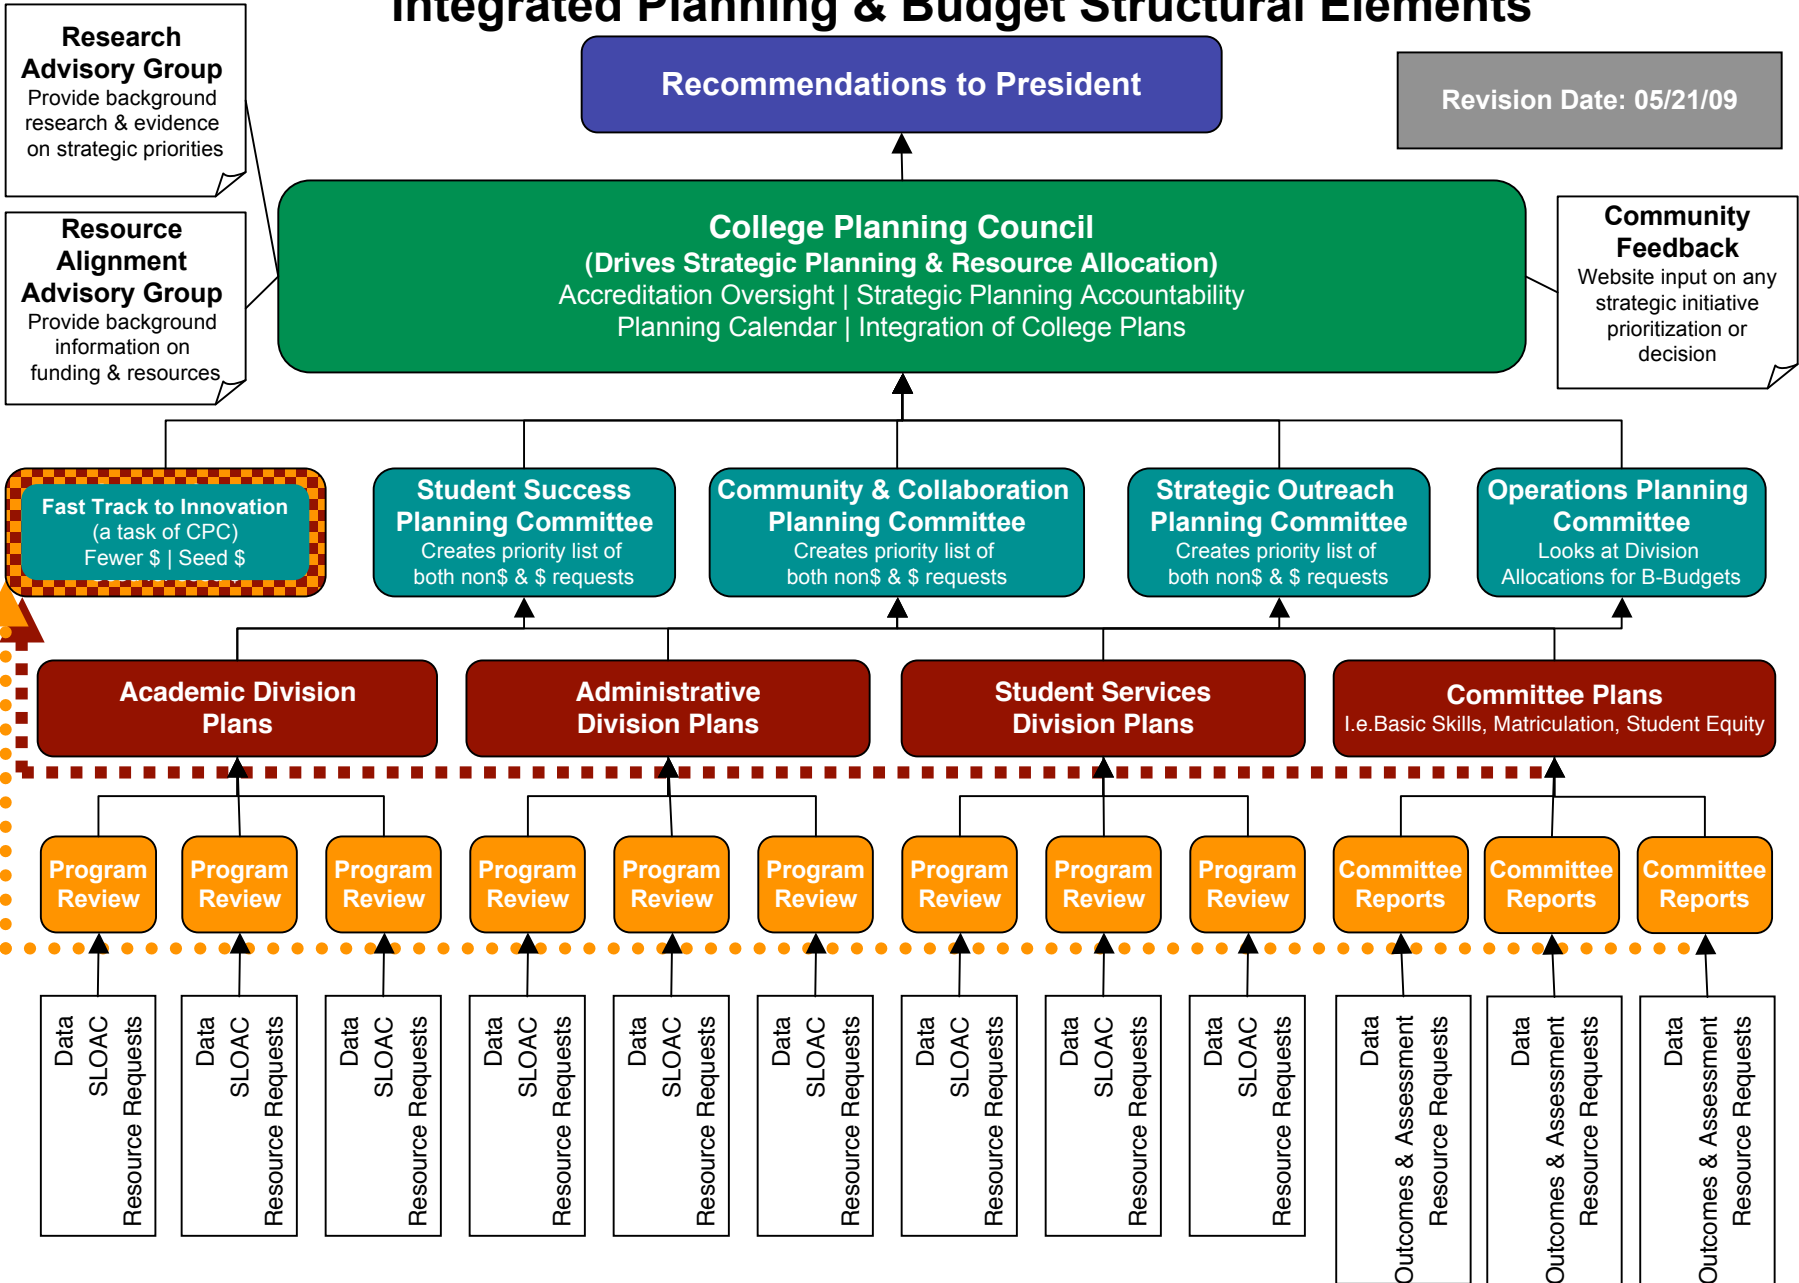 Integrated Planning & Budget Structural Elements
Research
Advisory Group
Provide background
research & evidence
on strategic priorities
Recommendations to President
Revision Date: 05/21/09
Resource
Alignment
Advisory Group
Provide background
information on
funding & resources
College Planning Council
(Drives Strategic Planning & Resource Allocation)
Accreditation Oversight | Strategic Planning Accountability
Planning Calendar | Integration of College Plans
Community
Feedback
Website input on any
strategic initiative
prioritization or
decision
Fast Track to Innovation
(a task of CPC)
Fewer $ | Seed $
Student Success
Planning Committee
Creates priority list of
both non$ & $ requests
Community & Collaboration
Planning Committee
Creates priority list of
both non$ & $ requests
Strategic Outreach
Planning Committee
Creates priority list of
both non$ & $ requests
Operations Planning
Committee
Looks at Division
Allocations for B-Budgets
Academic Division
Plans
Administrative
Division Plans
Student Services
Division Plans
Committee Plans
I.e.Basic Skills, Matriculation, Student Equity
Program
Review
Program
Review
Program
Review
Program
Review
Program
Review
Program
Review
Program
Review
Program
Review
Program
Review
Committee
Reports
Committee
Reports
Committee
Reports
Data
SLOAC
Resource Requests
Data
SLOAC
Resource Requests
Data
SLOAC
Resource Requests
Data
SLOAC
Resource Requests
Data
SLOAC
Resource Requests
Data
SLOAC
Resource Requests
Data
SLOAC
Resource Requests
Data
SLOAC
Resource Requests
Data
SLOAC
Resource Requests
Data
Outcomes & Assessment
Resource Requests
Data
Outcomes & Assessment
Resource Requests
Data
Outcomes & Assessment
Resource Requests